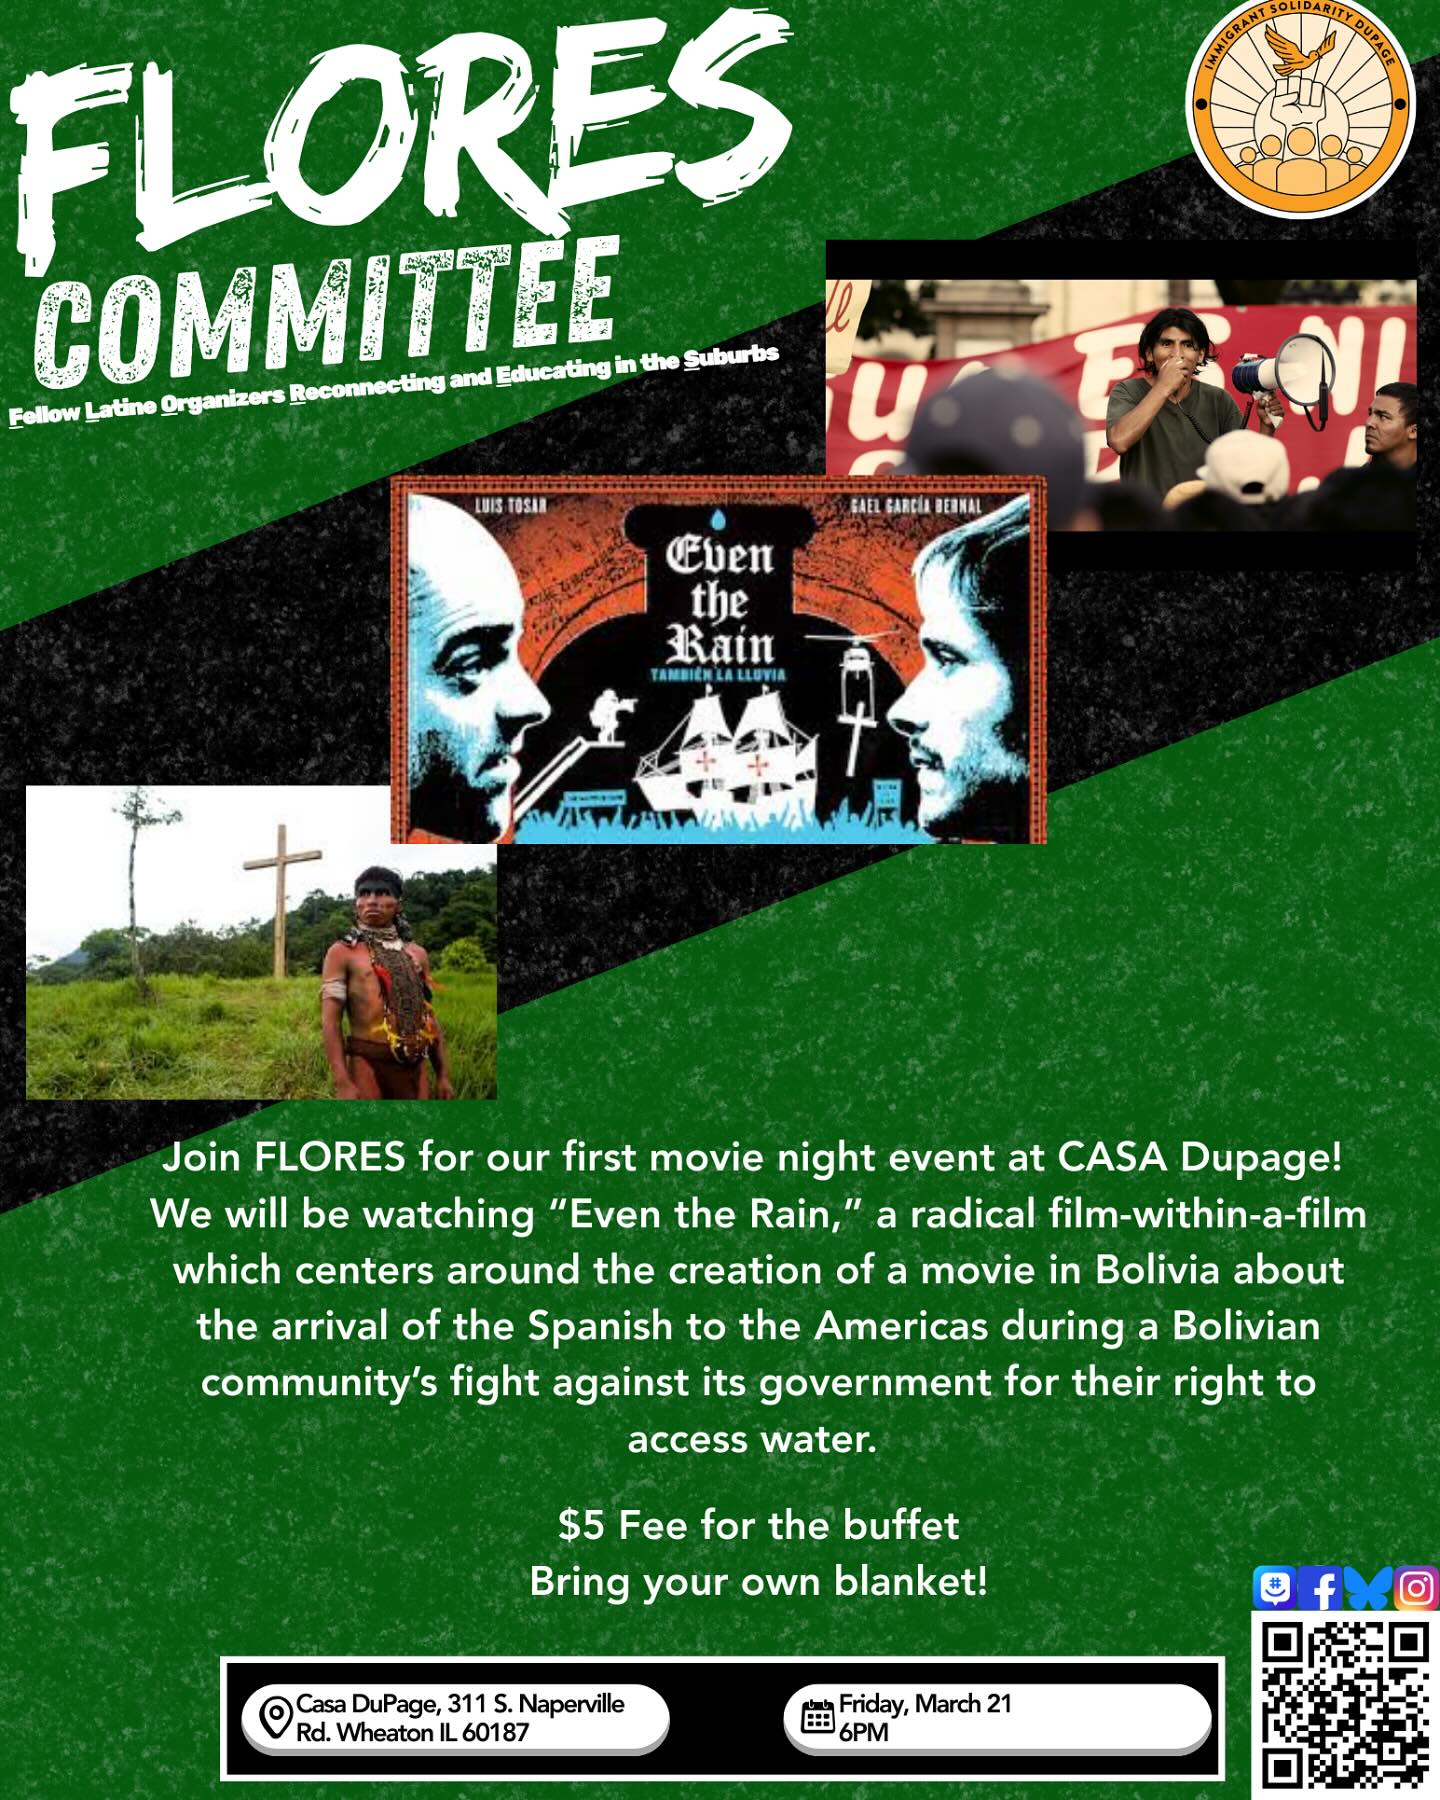 FLORES
COMMITTEE
Fellow Latine Organizers Reconnecting and Educating in the Suburbs
IMMIGRANT SOLIDARITY DUPAGE
ES NI
LUIS TOSAR
GAEL GARCÍA BERNAL
Even
the
Rain
TAMBIÉN LA LLUVIA
Join FLORES for our first movie night event at CASA Dupage!
We will be watching “Even the Rain,” a radical film-within-a-film
which centers around the creation of a movie in Bolivia about
the arrival of the Spanish to the Americas during a Bolivian
community’s fight against its government for their right to
access water.
$5 Fee for the buffet
Bring your own blanket!
Casa DuPage, 311 S. Naperville
Rd. Wheaton IL 60187
Friday, March 21
6PM